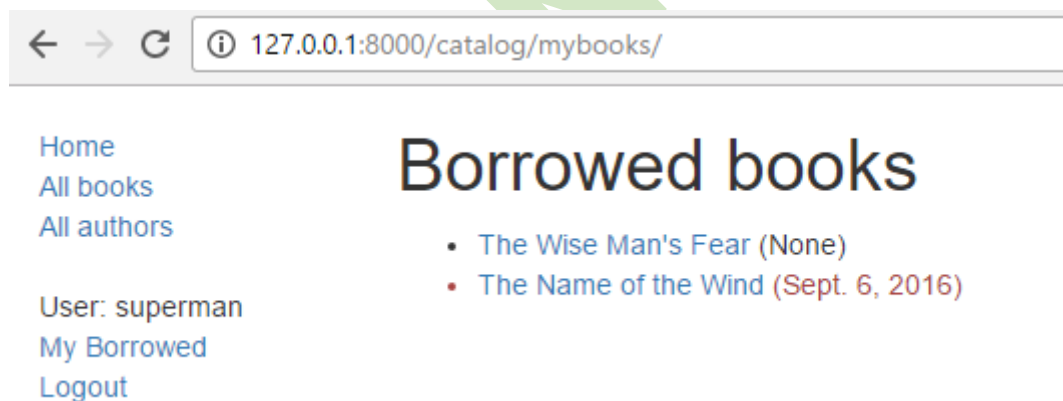 127.0.0.1:8000/catalog/mybooks/
Home
All books
All authors
User: superman
My Borrowed
Logout
Borrowed books
The Wise Man's Fear (None)
The Name of the Wind (Sept. 6, 2016)